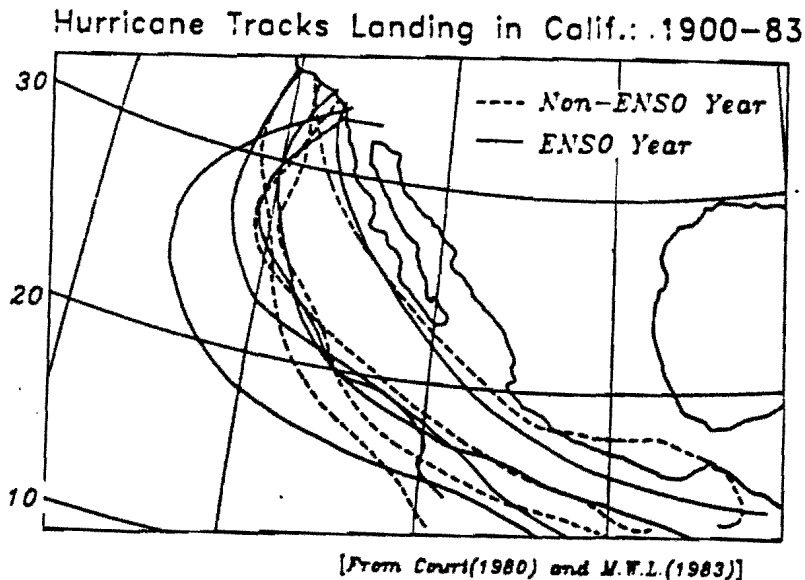 Hurricane Tracks Landing in Calif.: 1900-83
30
---- Non-ENSO Year
— ENSO Year
20
10
[From Court(1980) and M.W.L.(1983)]